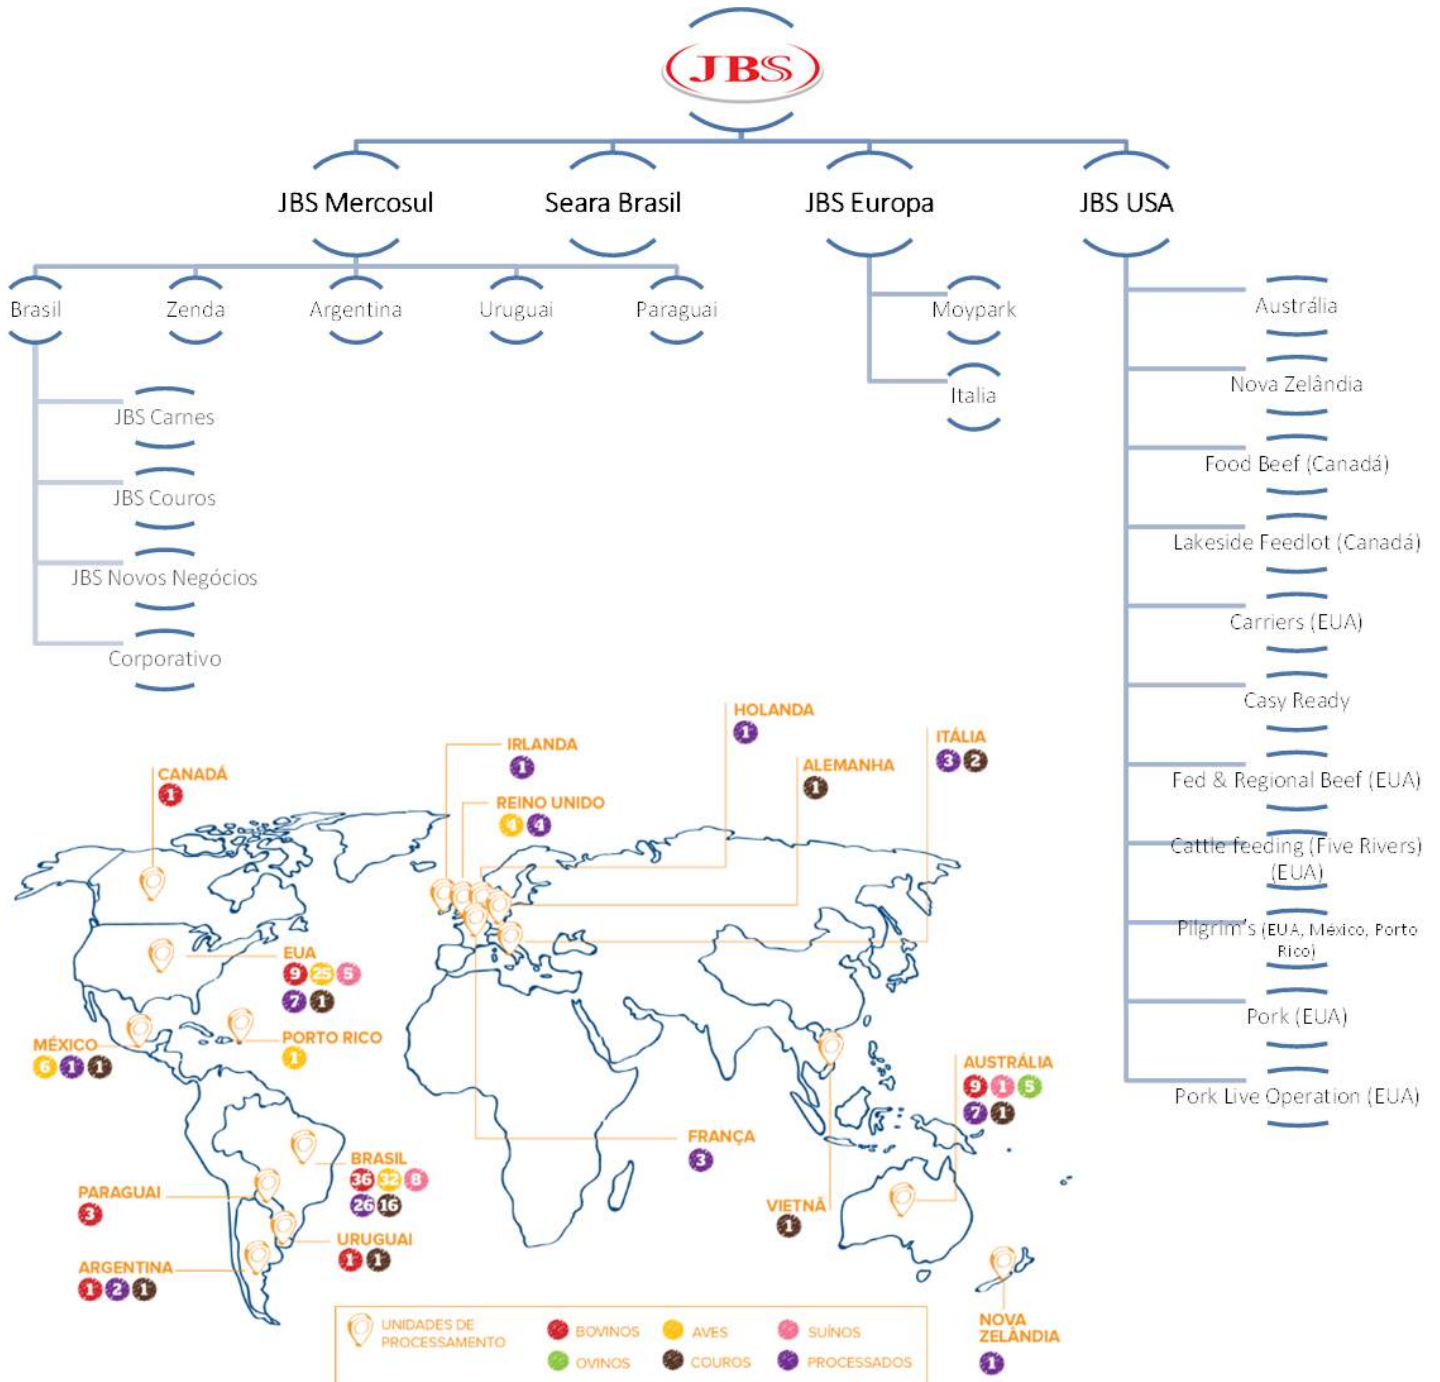 JBS
JBS Mercosul
Seara Brasil
JBS Europa
JBS USA
Brasil
Zenda
Argentina
Uruguai
Paraguai
JBS Carnes
JBS Couros
JBS Novos Negócios
Corporativo
Moypark
Italia
Austrália
Nova Zelândia
Food Beef (Canadá)
Lakeside Feedlot (Canadá)
Carriers (EUA)
Casy Ready
Fed & Regional Beef (EUA)
Cattle feeding (Five Rivers)
(EUA)
Pilgrim's (EUA, México, Porto
Rico)
Pork (EUA)
Pork Live Operation (EUA)
HOLANDA
1
IRLANDA
1
ITÁLIA
3 2
ALEMANHA
1
CANADÁ
1
REINO UNIDO
4 4
EUA
9 25 5
7 1
PORTO RICO
1
MÉXICO
6 1 1
AUSTRÁLIA
9 1 5
7 1
FRANÇA
3
BRASIL
36 32 8
26 16
PARAGUAI
3
VIETNÃ
1
URUGUAI
1 1
ARGENTINA
1 2 1
NOVA
ZELÂNDIA
1
UNIDADES DE
PROCESSAMENTO
BOVINOS
AVES
SUÍNOS
OVINOS
COUROS
PROCESSADOS